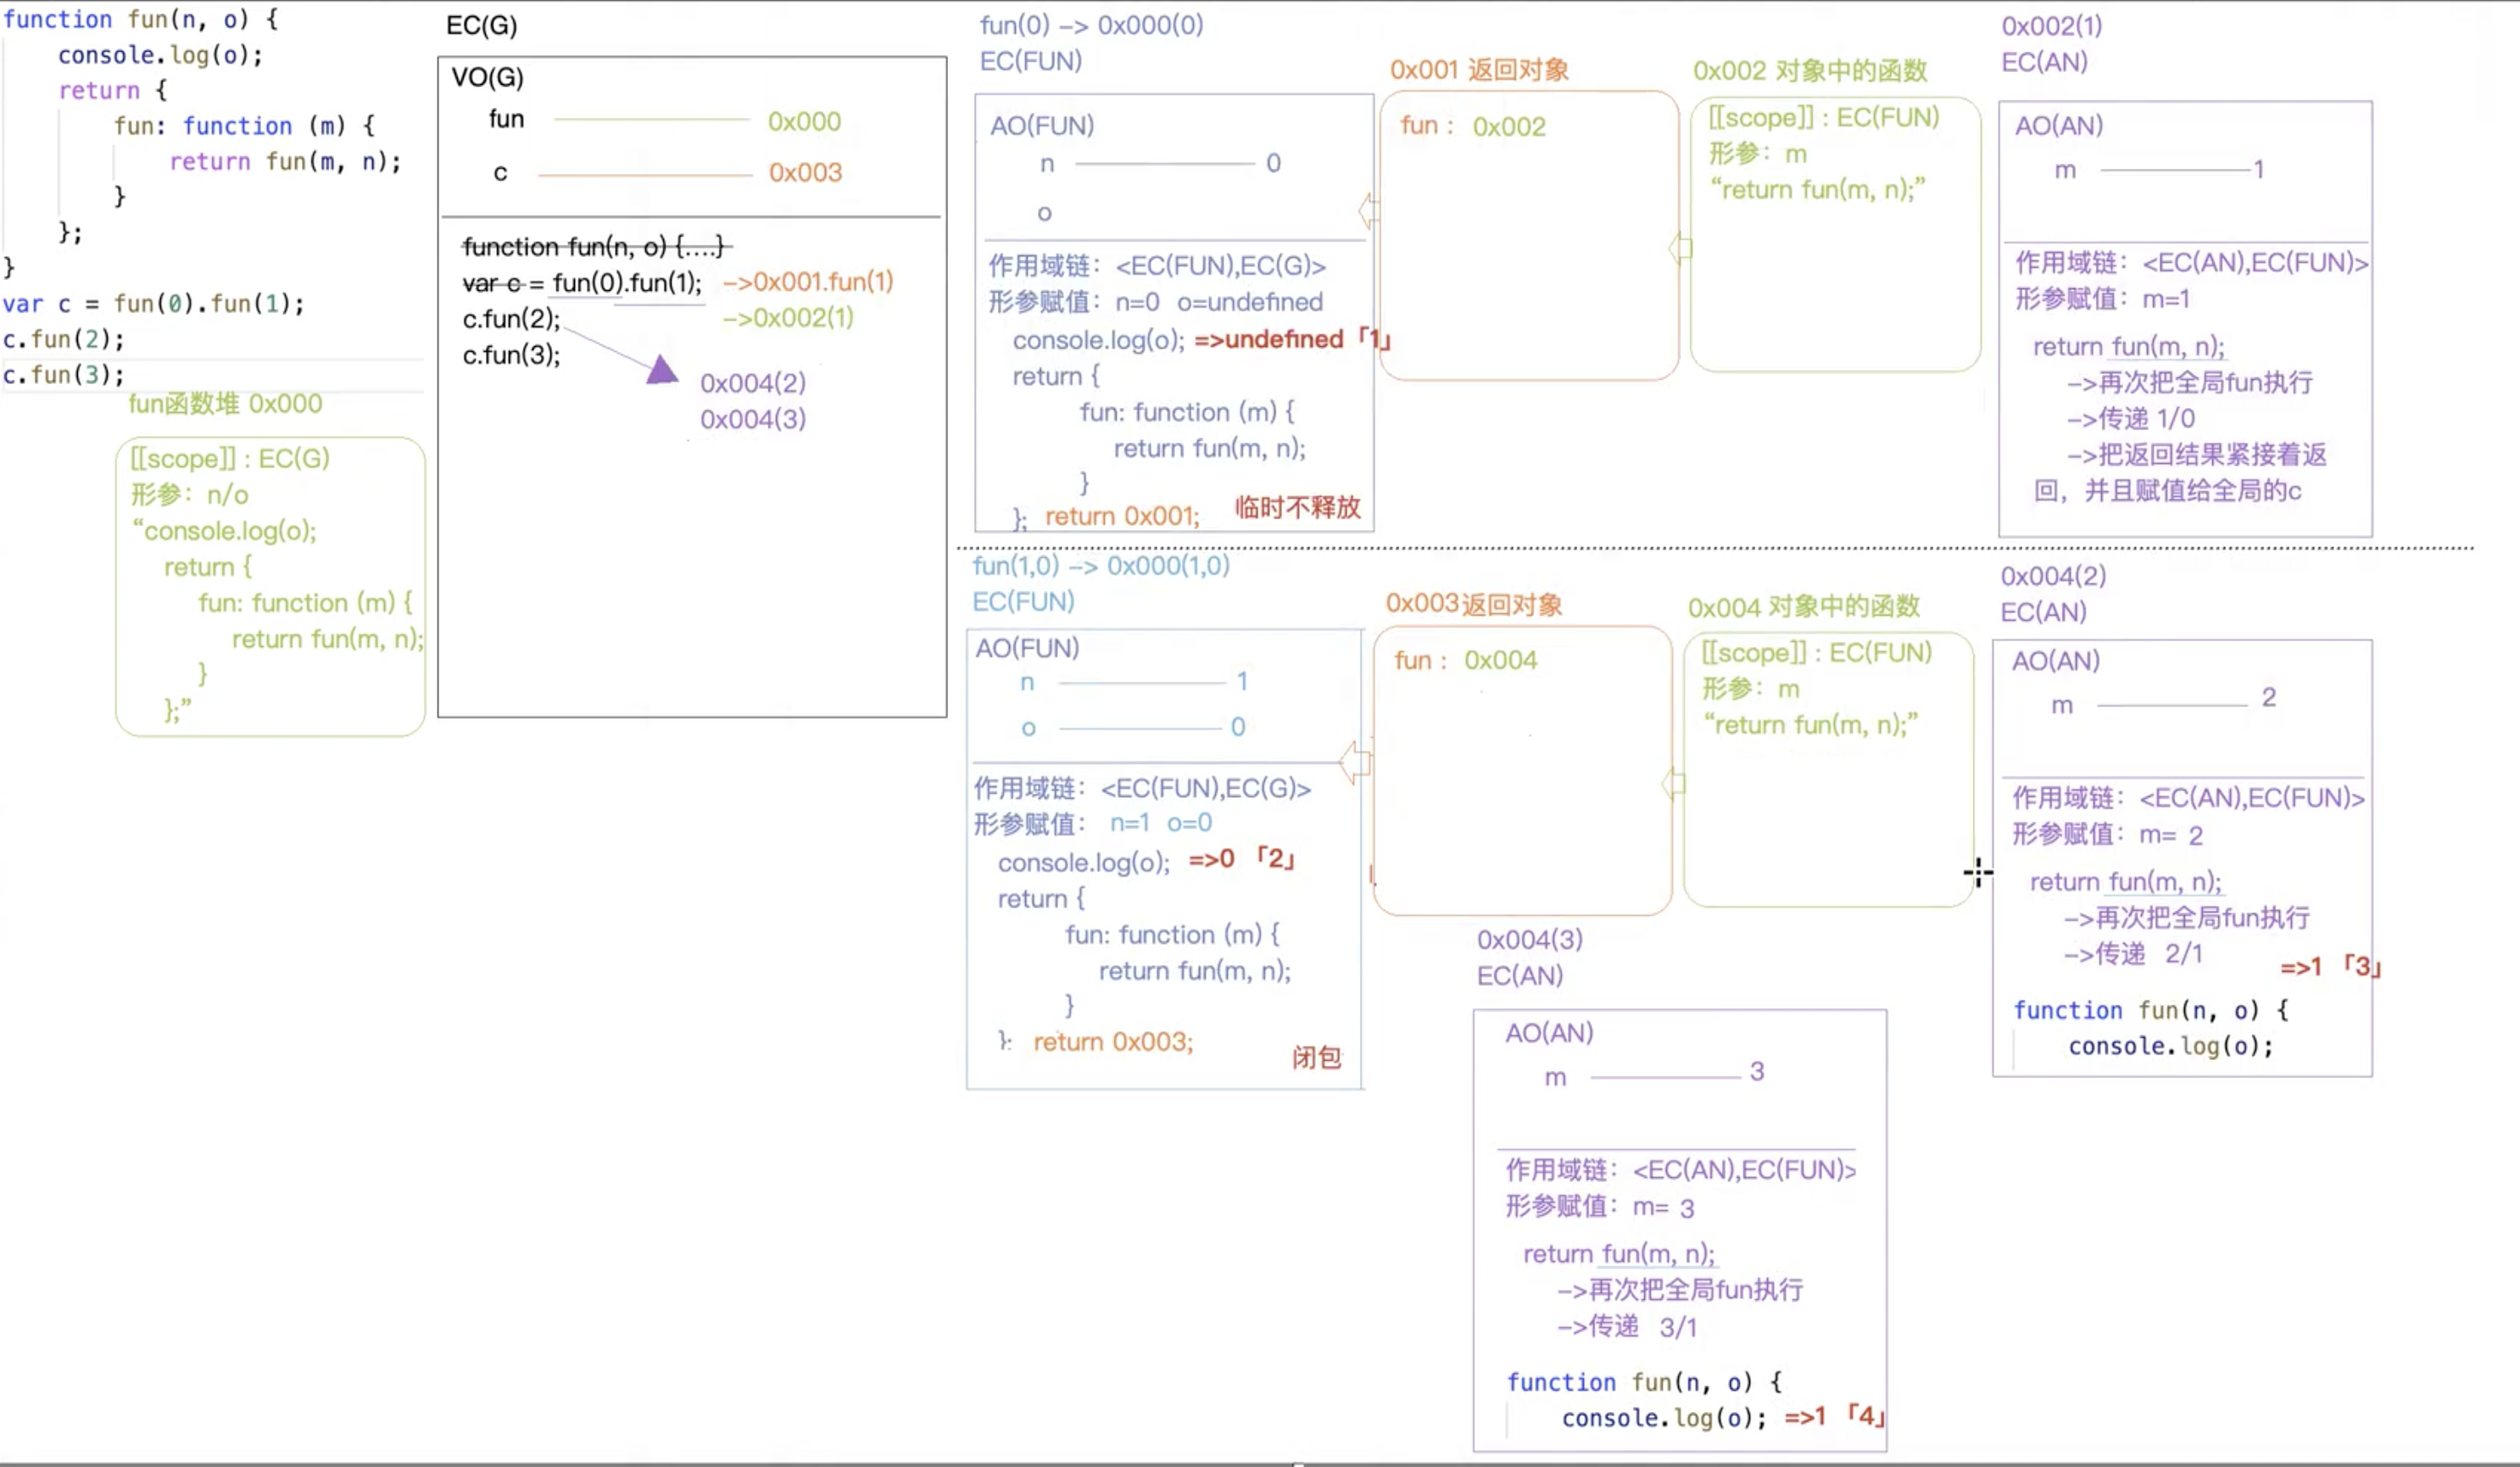 function fun(n, o) {
console.log(o);
return {
fun: function (m) {
return fun(m, n);
}
};
}
var c = fun(0).fun(1);
c.fun(2);
c.fun(3);
fun函数堆 0x000
[[scope]] : EC(G)
形参：n/o
“console.log(o);
return {
fun: function (m) {
return fun(m, n);
}
};”
EC(G)
VO(G)
fun 0x000
c 0x003
function fun(n, o) {....}
var c = fun(0).fun(1); –>0x001.fun(1)
c.fun(2); –>0x002(1)
c.fun(3);
0x004(2)
0x004(3)
fun(0) –> 0x000(0)
EC(FUN)
AO(FUN)
n 0
o
作用域链：<EC(FUN),EC(G)>
形参赋值：n=0 o=undefined
console.log(o); =>undefined「1」
return {
fun: function (m) {
return fun(m, n);
}
}; return 0x001; 临时不释放
0x001 返回对象
fun : 0x002
0x002 对象中的函数
[[scope]] : EC(FUN)
形参：m
“return fun(m, n);”
0x002(1)
EC(AN)
AO(AN)
m 1
作用域链：<EC(AN),EC(FUN)>
形参赋值：m=1
return fun(m, n);
–>再次把全局fun执行
–>传递 1/0
–>把返回结果紧接着返
回，并且赋值给全局的c
fun(1,0) –> 0x000(1,0)
EC(FUN)
AO(FUN)
n 1
o 0
作用域链：<EC(FUN),EC(G)>
形参赋值： n=1 o=0
console.log(o); =>0 「2」
return {
fun: function (m) {
return fun(m, n);
}
}; return 0x003;
闭包
0x003返回对象
fun : 0x004
0x004 对象中的函数
[[scope]] : EC(FUN)
形参：m
“return fun(m, n);”
0x004(2)
EC(AN)
AO(AN)
m 2
作用域链：<EC(AN),EC(FUN)>
形参赋值：m= 2
return fun(m, n);
–>再次把全局fun执行
–>传递 2/1
=>1 「3」
function fun(n, o) {
console.log(o);
0x004(3)
EC(AN)
AO(AN)
m 3
作用域链：<EC(AN),EC(FUN)>
形参赋值：m= 3
return fun(m, n);
–>再次把全局fun执行
–>传递 3/1
function fun(n, o) {
console.log(o); =>1 「4」